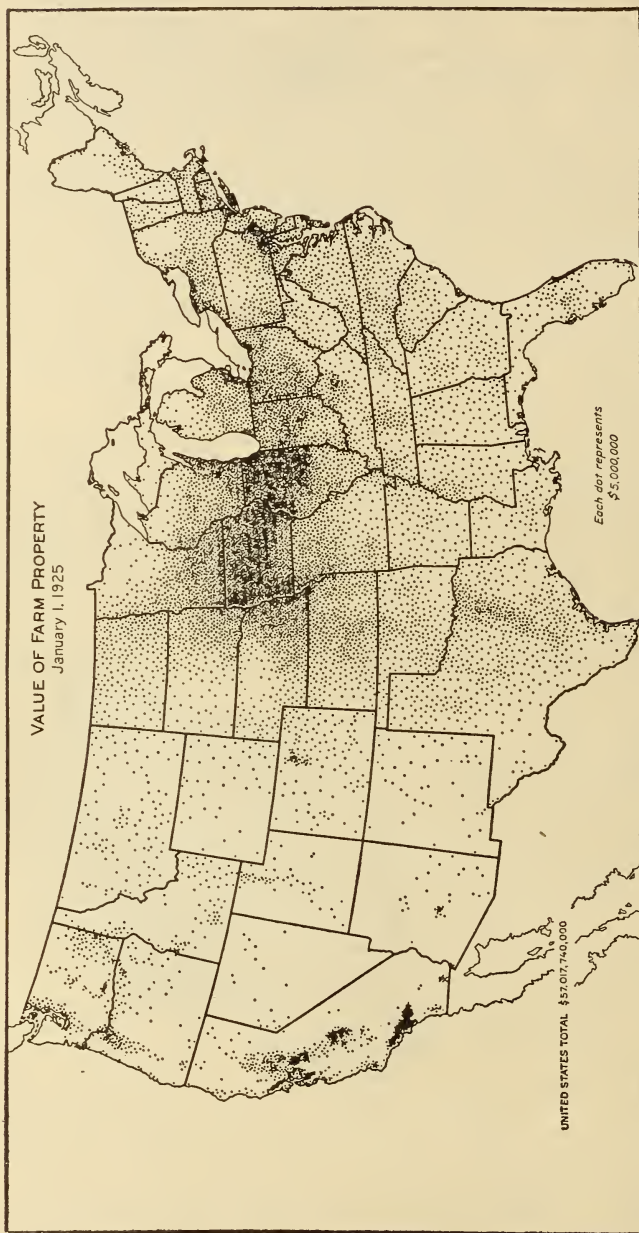 VALUE OF FARM PROPERTY
January 1, 1925
Each dot represents
$5,000,000
UNITED STATES TOTAL $57,017,740,000